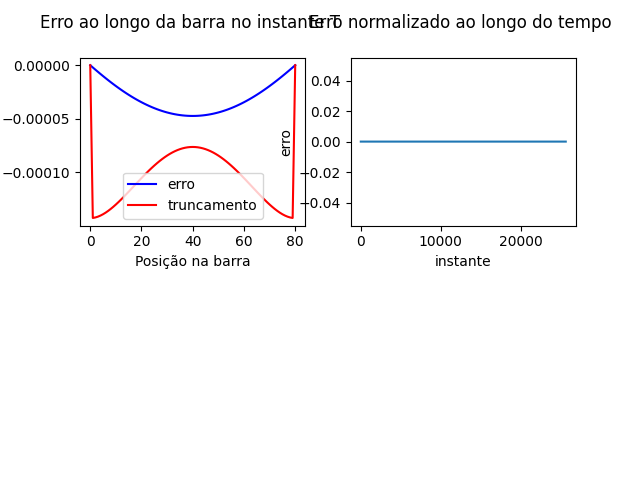 Erro ao longo da barra no instante T
Erro normalizado ao longo do tempo
0.00000
−0.00005
−0.00010
erro
truncamento
0
20
40
60
80
Posição na barra
0.04
0.02
0.00
−0.02
−0.04
erro
0
10000
20000
instante